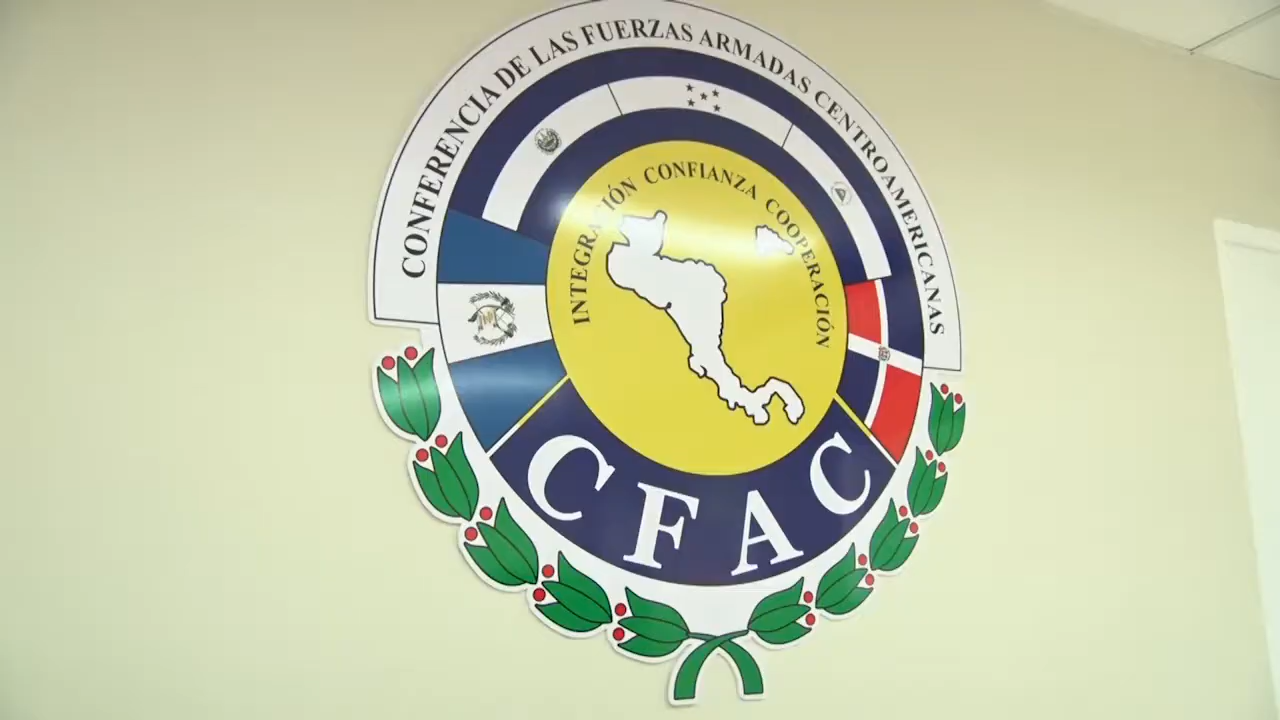 CONFERENCIA DE LAS FUERZAS ARMADAS CENTROAMERICANAS
INTEGRACIÓN CONFIANZA COOPERACIÓN
CFAC